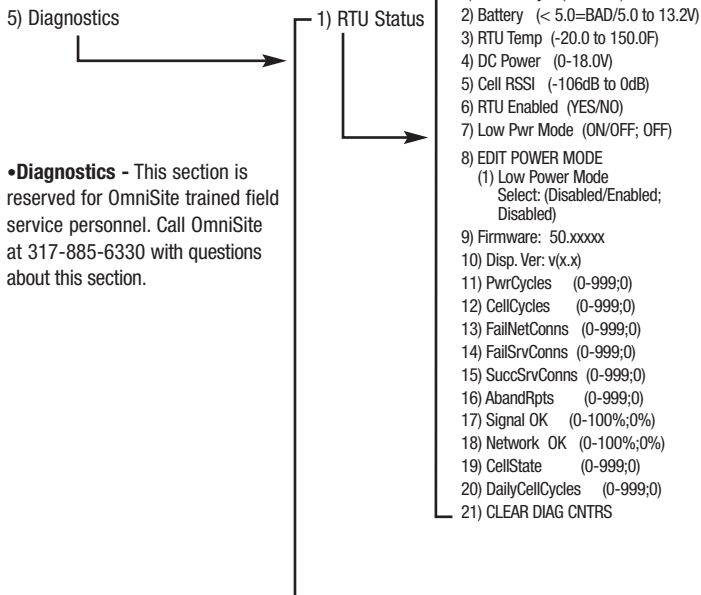 5) Diagnostics
1) RTU Status
•Diagnostics - This section is
reserved for OmniSite trained field
service personnel. Call OmniSite
at 317-885-6330 with questions
about this section.
2) Battery (< 5.0=BAD/5.0 to 13.2V)
3) RTU Temp (-20.0 to 150.0F)
4) DC Power (0-18.0V)
5) Cell RSSI (-106dB to 0dB)
6) RTU Enabled (YES/NO)
7) Low Pwr Mode (ON/OFF; OFF)
8) EDIT POWER MODE
(1) Low Power Mode
Select: (Disabled/Enabled;
Disabled)
9) Firmware: 50.xxxxx
10) Disp. Ver: v(x.x)
11) PwrCycles (0-999;0)
12) CellCycles (0-999;0)
13) FailNetConns (0-999;0)
14) FailSrvConns (0-999;0)
15) SuccSrvConns (0-999;0)
16) AbandRpts (0-999;0)
17) Signal OK (0-100%;0%)
18) Network OK (0-100%;0%)
19) CellState (0-999;0)
20) DailyCellCycles (0-999;0)
21) CLEAR DIAG CNTRS